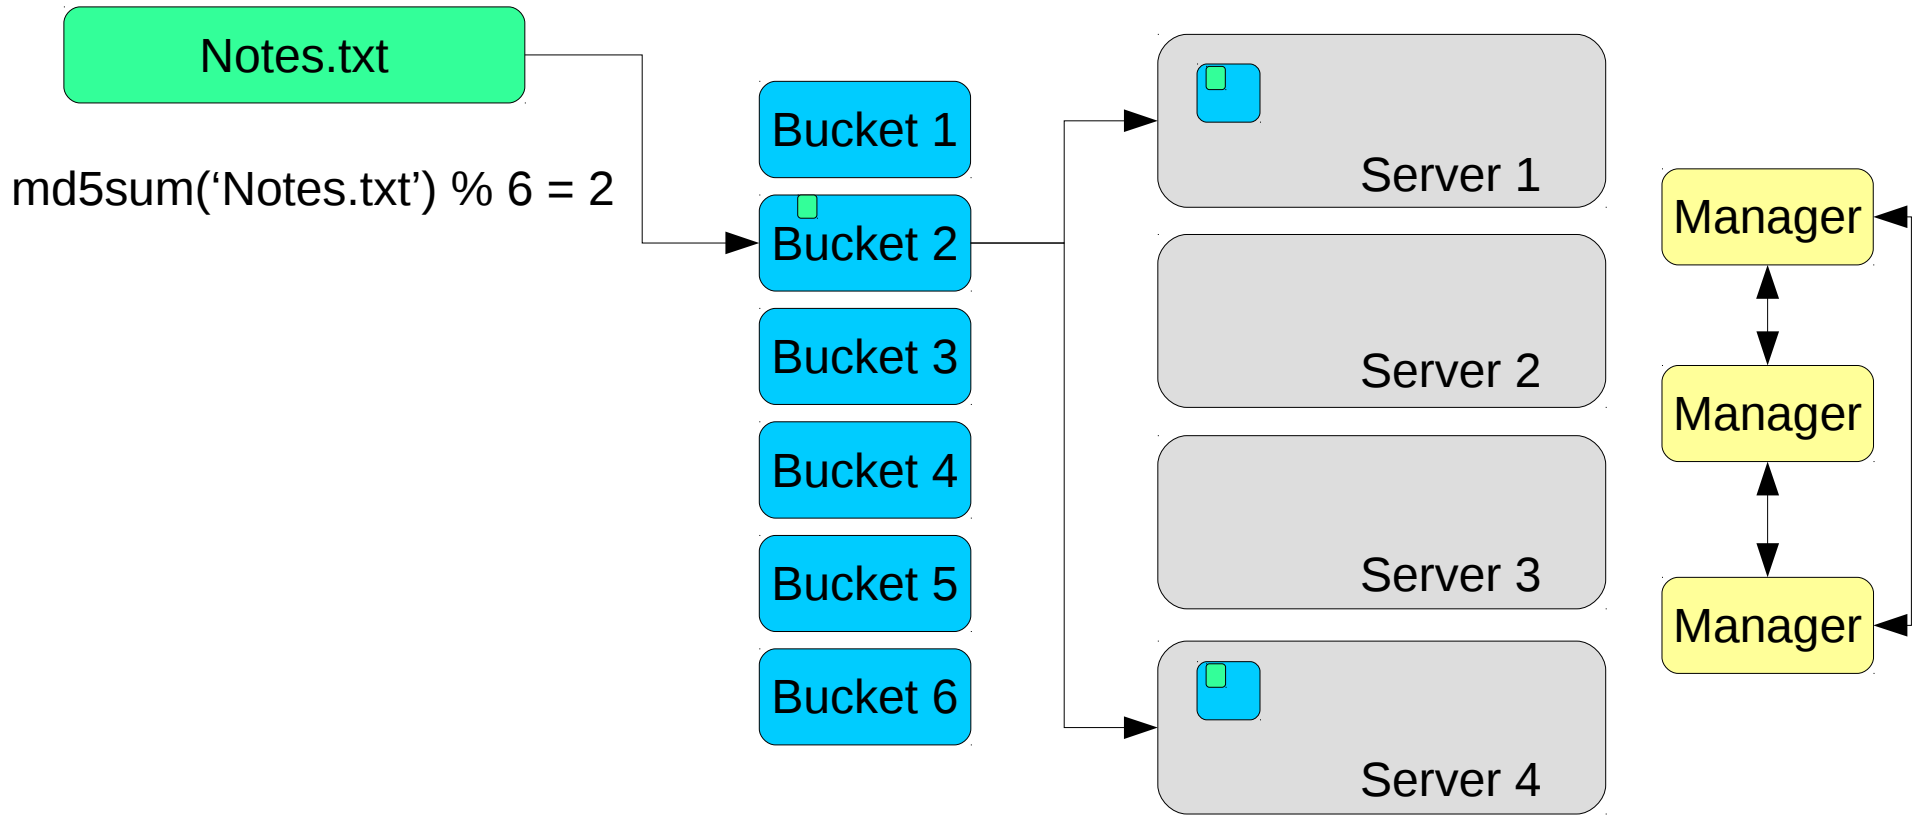 Notes.txt
md5sum(‘Notes.txt’) % 6 = 2
Bucket 1
Bucket 2
Bucket 3
Bucket 4
Bucket 5
Bucket 6
Server 1
Server 2
Server 3
Server 4
Manager
Manager
Manager